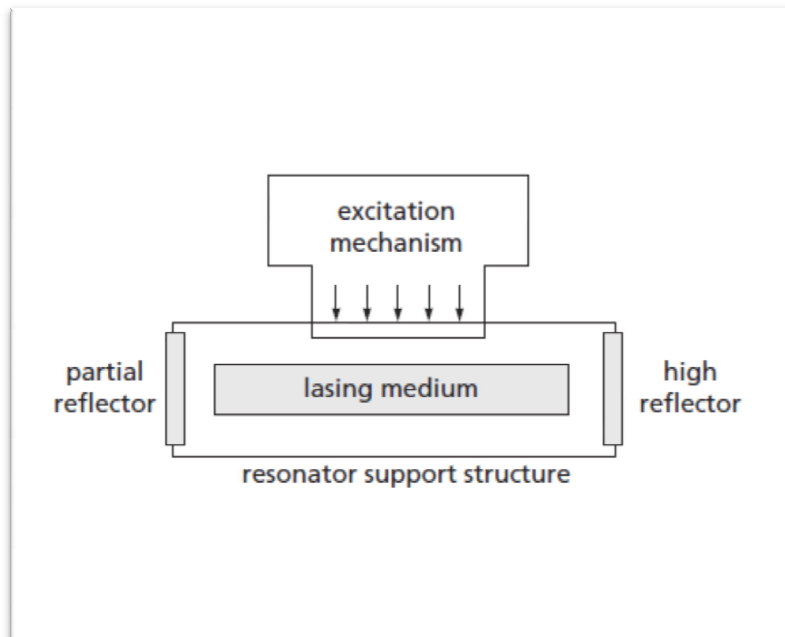 excitation
mechanism
partial
reflector
lasing medium
high
reflector
resonator support structure